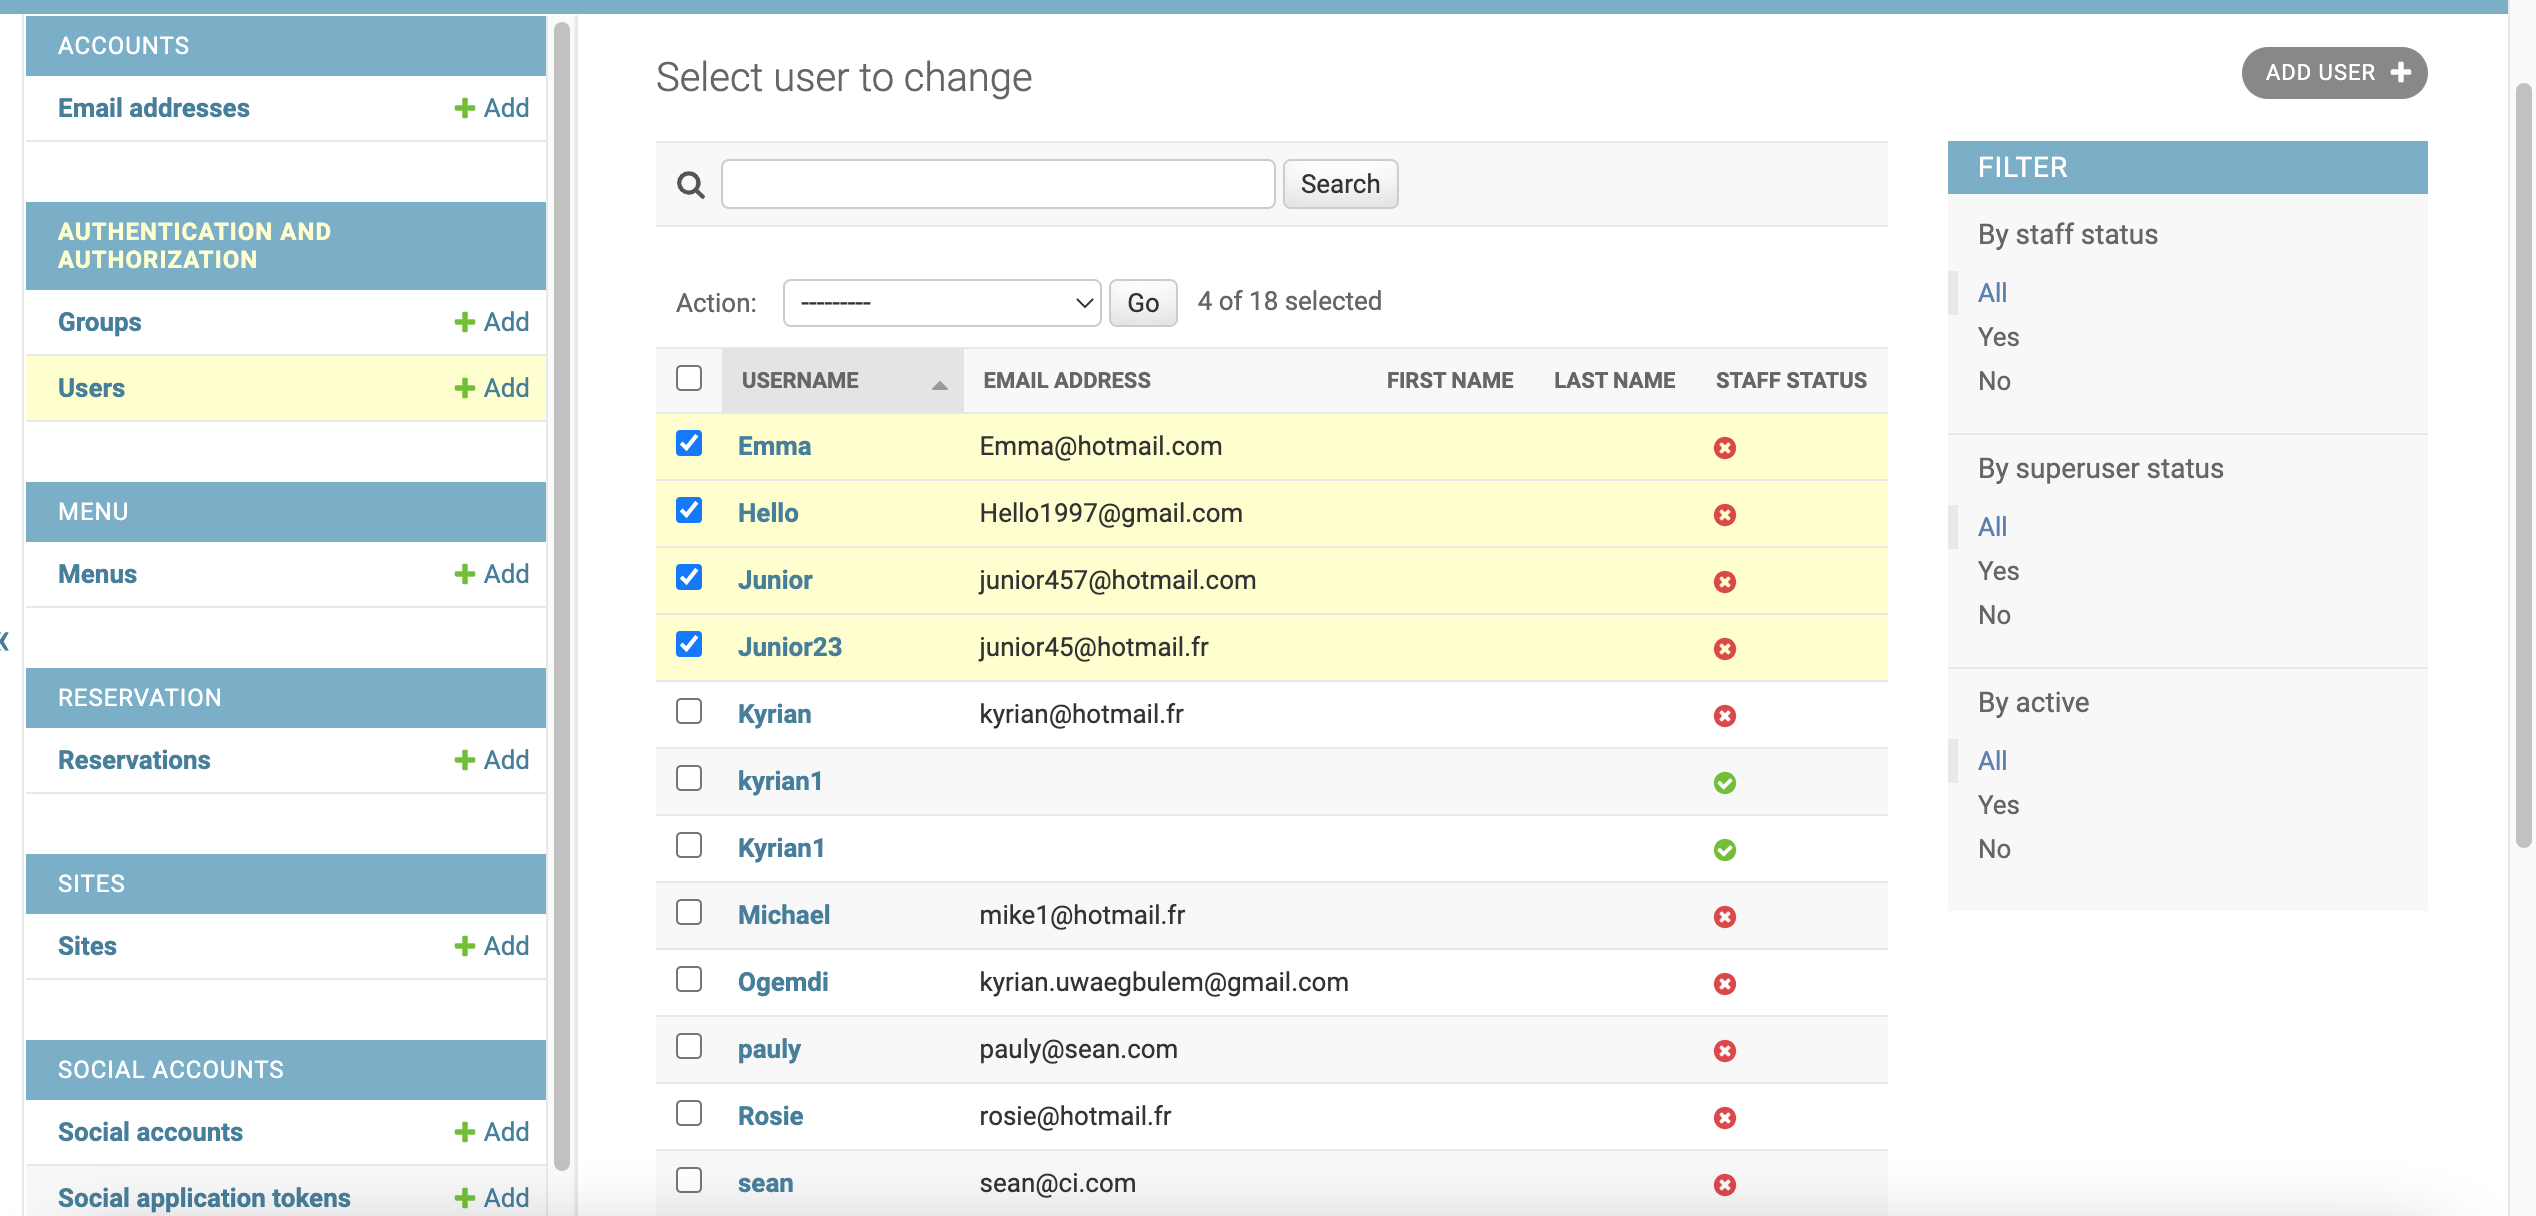 ACCOUNTS
Email addresses Add
AUTHENTICATION AND
AUTHORIZATION
Groups Add
Users Add
MENU
Menus Add
RESERVATION
Reservations Add
SITES
Sites Add
SOCIAL ACCOUNTS
Social accounts Add
Social application tokens Add
Select user to change
ADD USER
Search
Action: --------- Go 4 of 18 selected
USERNAME EMAIL ADDRESS FIRST NAME LAST NAME STAFF STATUS
Emma Emma@hotmail.com
Hello Hello1997@gmail.com
Junior junior457@hotmail.com
Junior23 junior45@hotmail.fr
Kyrian kyrian@hotmail.fr
kyrian1
Kyrian1
Michael mike1@hotmail.fr
Ogemdi kyrian.uwaegbulem@gmail.com
pauly pauly@sean.com
Rosie rosie@hotmail.fr
sean sean@ci.com
FILTER
By staff status
All
Yes
No
By superuser status
All
Yes
No
By active
All
Yes
No